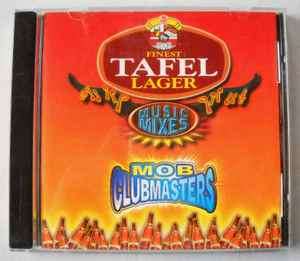 FINEST
TAFEL
LAGER
MUSIC
MIXES
MOB
CLUBMASTERS